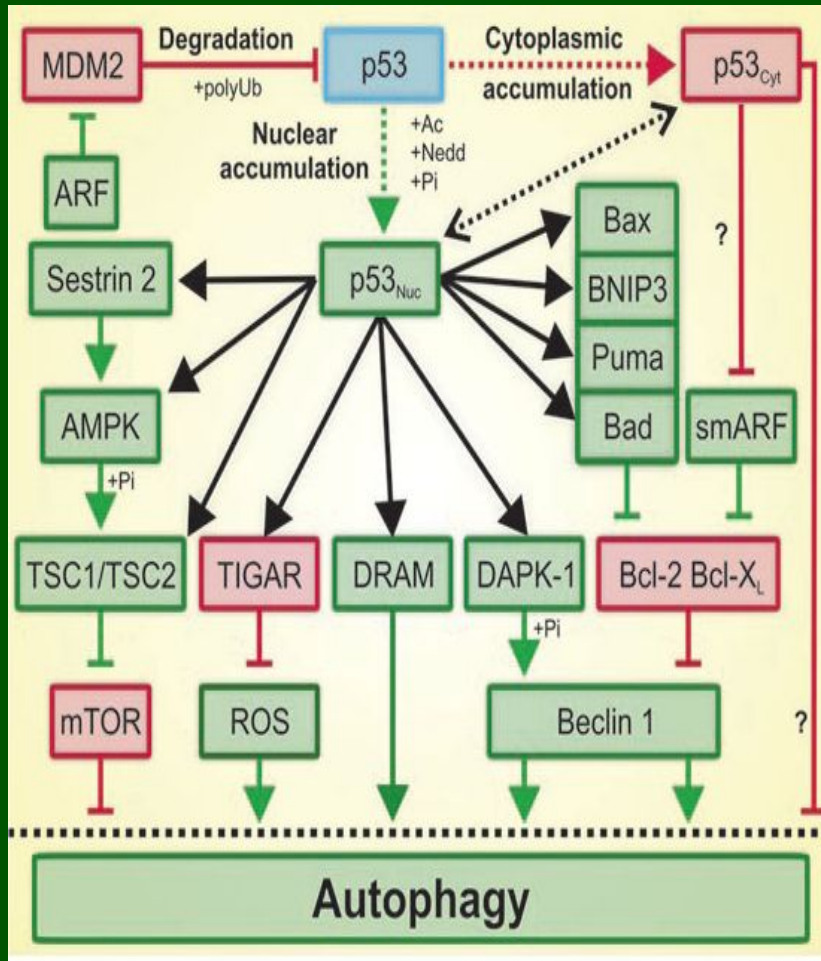 MDM2
Degradation
+polyUb
p53
Cytoplasmic
accumulation
p53Cyt
Nuclear
accumulation
+Ac
+Nedd
+Pi
ARF
Sestrin 2
p53Nuc
Bax
BNIP3
Puma
Bad
?
AMPK
+Pi
smARF
TSC1/TSC2
TIGAR
DRAM
DAPK-1
+Pi
Bcl-2 Bcl-XL
mTOR
ROS
Beclin 1
?
Autophagy